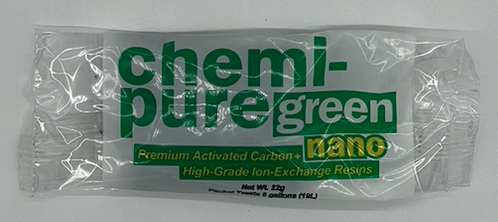 chemi-
pure green
nano
Premium Activated Carbon +
High-Grade Ion-Exchange Resins
Net Wt. 22g
Packet Treats 5 gallons (19L)